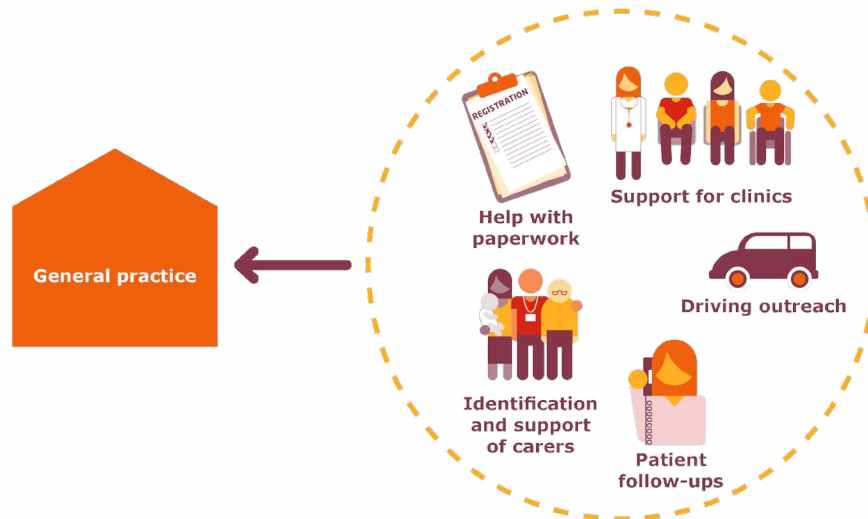 REGISTRATION
Help with
paperwork
Support for clinics
General practice
Driving outreach
Identification
and support
of carers
Patient
follow-ups